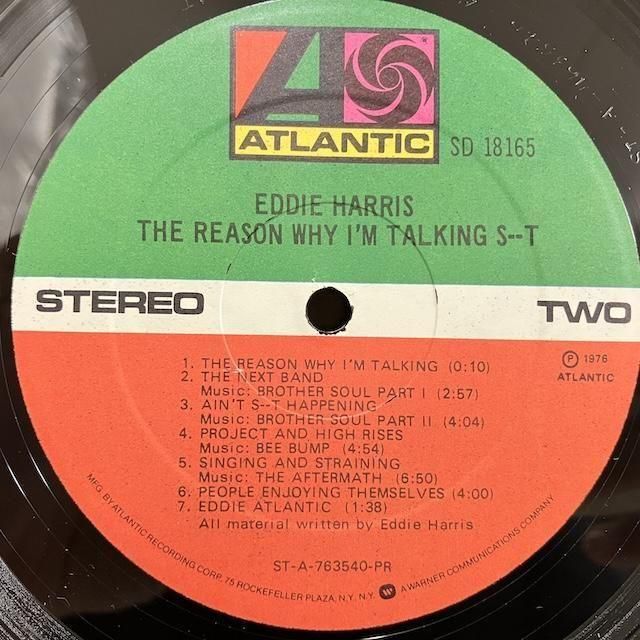 ATLANTIC
SD 18165
EDDIE HARRIS
THE REASON WHY I'M TALKING S--T
STEREO
TWO
1. THE REASON WHY I'M TALKING (0:10)
2. THE NEXT BAND
Music: BROTHER SOUL PART I (2:57)
3. AIN'T S--T HAPPENING
Music: BROTHER SOUL PART II (4:04)
4. PROJECT AND HIGH RISES
Music: BEE BUMP (4:54)
5. SINGING AND STRAINING
Music: THE AFTERMATH (6:50)
6. PEOPLE ENJOYING THEMSELVES (4:00)
7. EDDIE ATLANTIC (1:38)
All material written by Eddie Harris
Ⓟ 1976
ATLANTIC
ST-A-763540-PR
MFG. BY ATLANTIC RECORDING CORP. 75 ROCKEFELLER PLAZA, N.Y. N.Y. A WARNER COMMUNICATIONS COMPANY